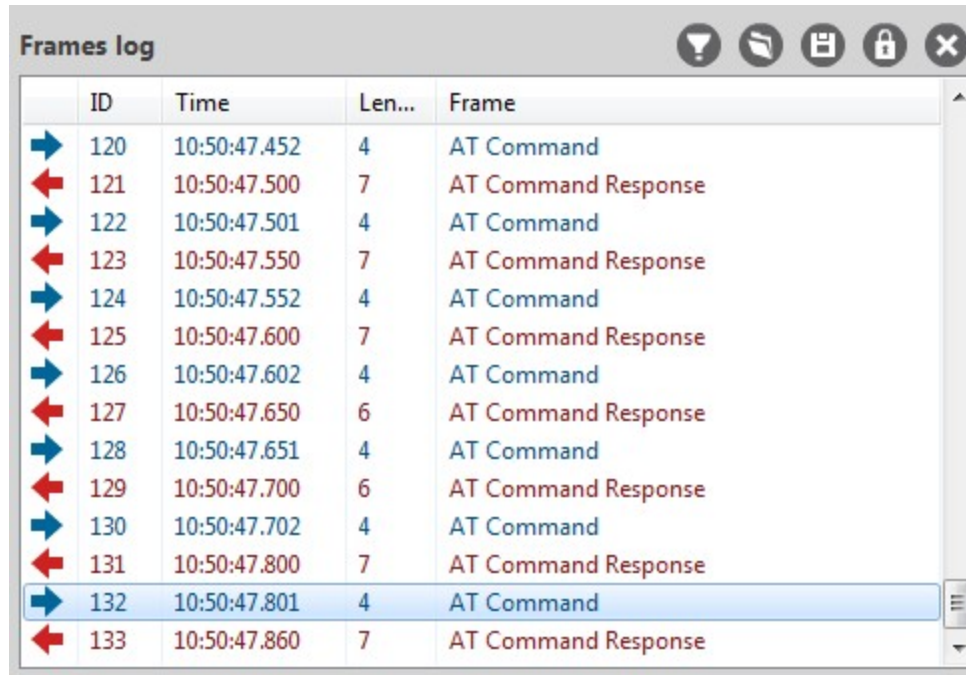 Frames log
ID Time Len... Frame
120 10:50:47.452 4 AT Command
121 10:50:47.500 7 AT Command Response
122 10:50:47.501 4 AT Command
123 10:50:47.550 7 AT Command Response
124 10:50:47.552 4 AT Command
125 10:50:47.600 7 AT Command Response
126 10:50:47.602 4 AT Command
127 10:50:47.650 6 AT Command Response
128 10:50:47.651 4 AT Command
129 10:50:47.700 6 AT Command Response
130 10:50:47.702 4 AT Command
131 10:50:47.800 7 AT Command Response
132 10:50:47.801 4 AT Command
133 10:50:47.860 7 AT Command Response